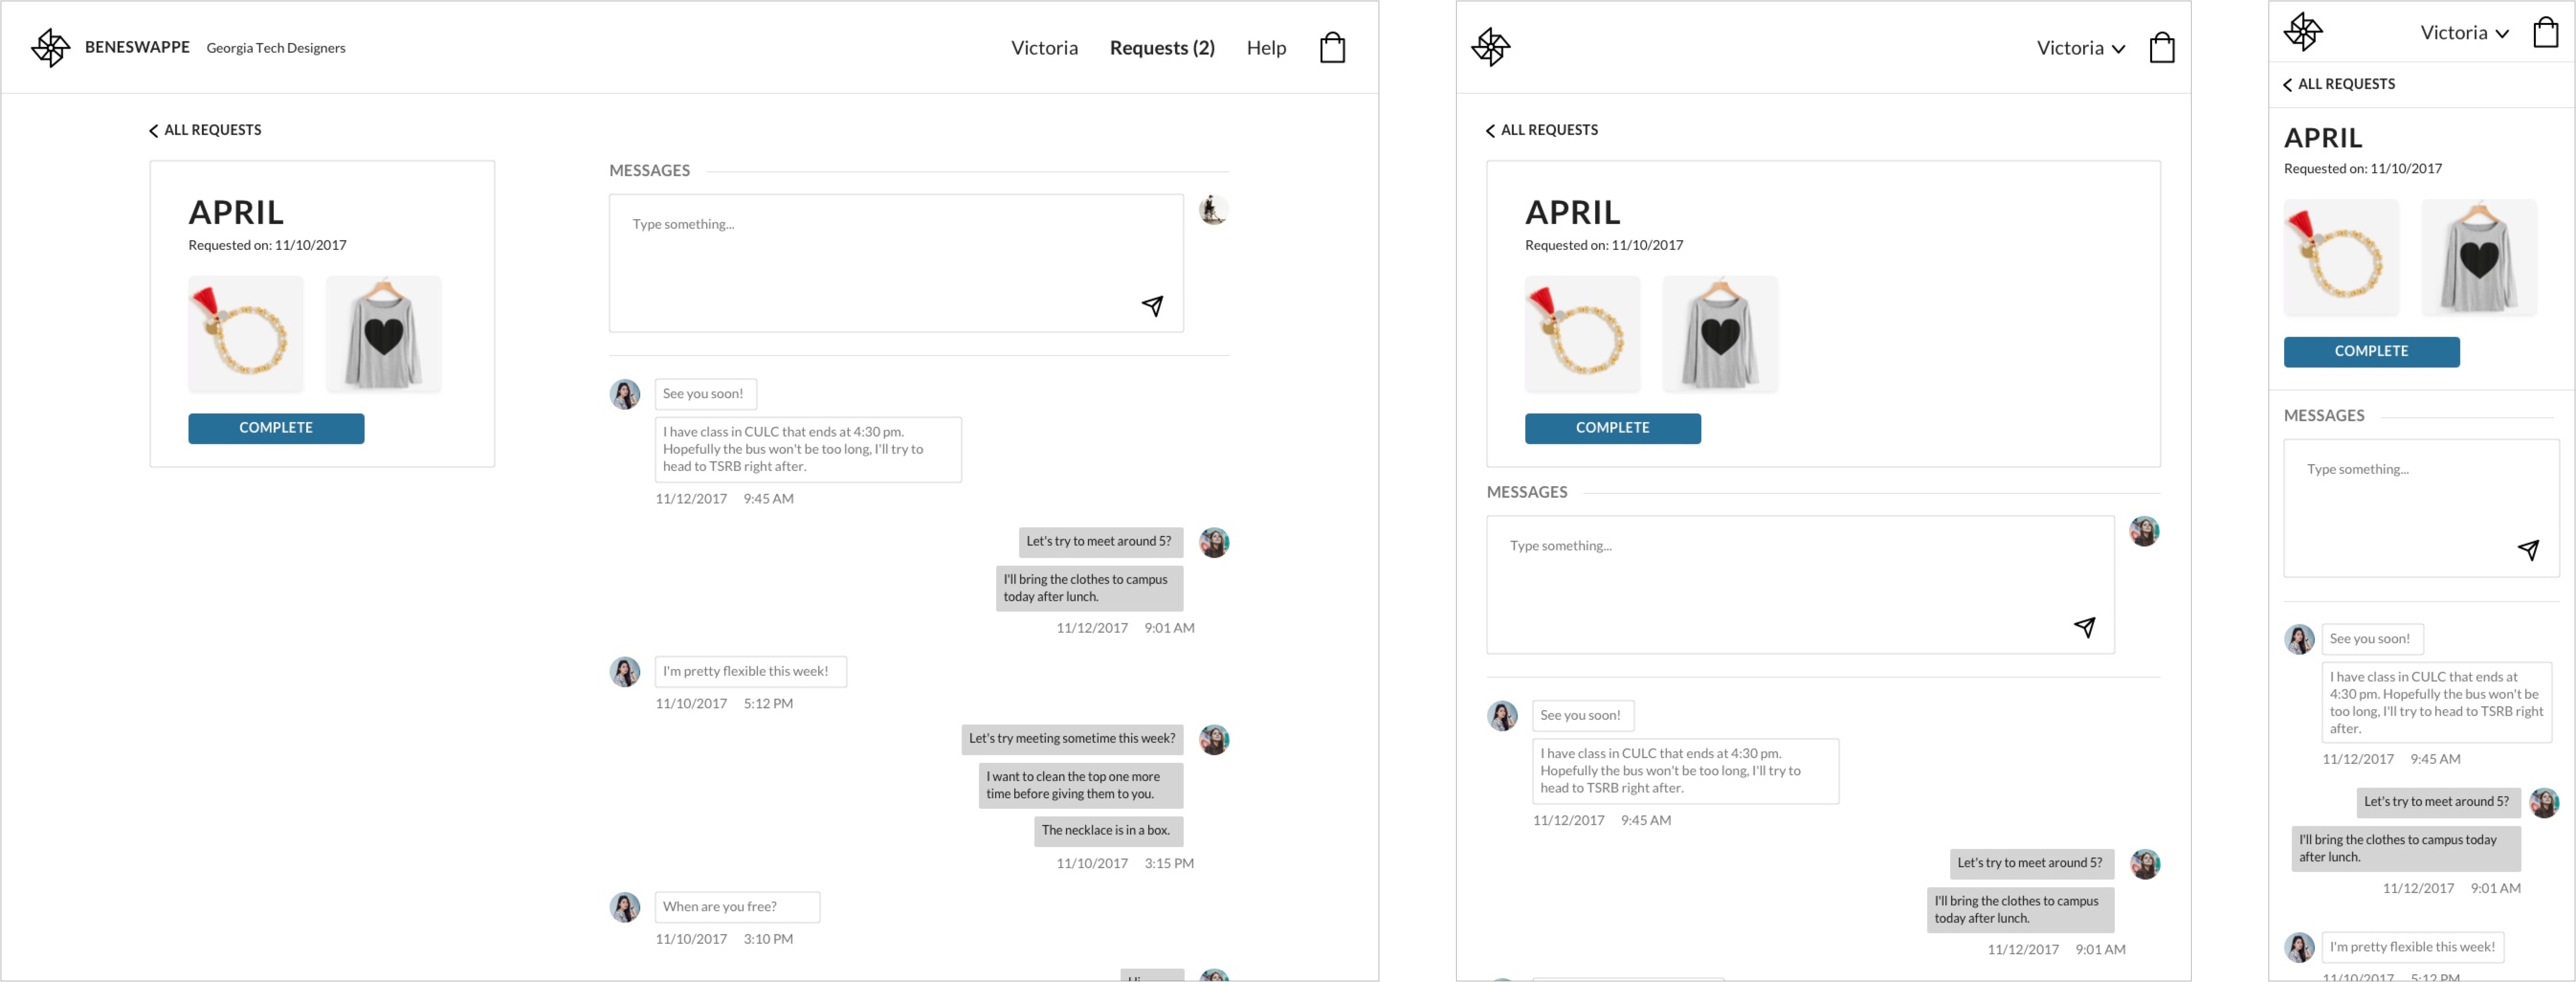 BENESWAPPE Georgia Tech Designers
Victoria Requests (2) Help
ALL REQUESTS
APRIL
Requested on: 11/10/2017
COMPLETE
MESSAGES
Type something...
See you soon!
I have class in CULC that ends at 4:30 pm.
Hopefully the bus won't be too long, I'll try to
head to TSRB right after.
11/12/2017 9:45 AM
Let's try to meet around 5?
I'll bring the clothes to campus
today after lunch.
11/12/2017 9:01 AM
I'm pretty flexible this week!
11/10/2017 5:12 PM
Let's try meeting sometime this week?
I want to clean the top one more
time before giving them to you.
The necklace is in a box.
11/10/2017 3:15 PM
When are you free?
11/10/2017 3:10 PM
Victoria
ALL REQUESTS
APRIL
Requested on: 11/10/2017
COMPLETE
MESSAGES
Type something...
See you soon!
I have class in CULC that ends at 4:30 pm.
Hopefully the bus won't be too long, I'll try to
head to TSRB right after.
11/12/2017 9:45 AM
Let's try to meet around 5?
I'll bring the clothes to campus
today after lunch.
11/12/2017 9:01 AM
Victoria
ALL REQUESTS
APRIL
Requested on: 11/10/2017
COMPLETE
MESSAGES
Type something...
See you soon!
I have class in CULC that ends at
4:30 pm. Hopefully the bus won't be
too long, I'll try to head to TSRB right
after.
11/12/2017 9:45 AM
Let's try to meet around 5?
I'll bring the clothes to campus today
after lunch.
11/12/2017 9:01 AM
I'm pretty flexible this week!
11/10/2017 5:12 PM